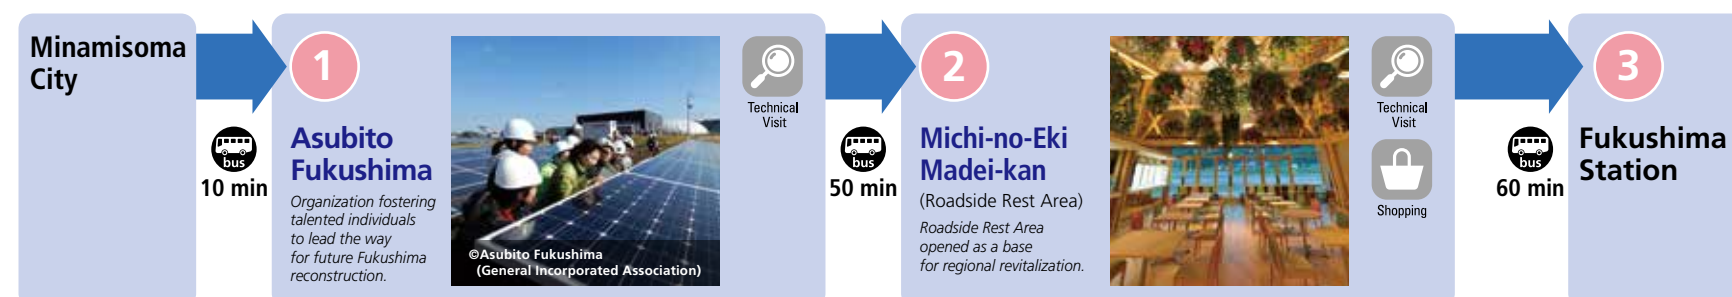 Minamisoma
City
bus
10 min
1
Asubito
Fukushima
Organization fostering
talented individuals
to lead the way
for future Fukushima
reconstruction.
©Asubito Fukushima
(General Incorporated Association)
Technical
Visit
bus
50 min
2
Michi-no-Eki
Madei-kan
(Roadside Rest Area)
Roadside Rest Area
opened as a base
for regional revitalization.
Technical
Visit
Shopping
bus
60 min
3
Fukushima
Station